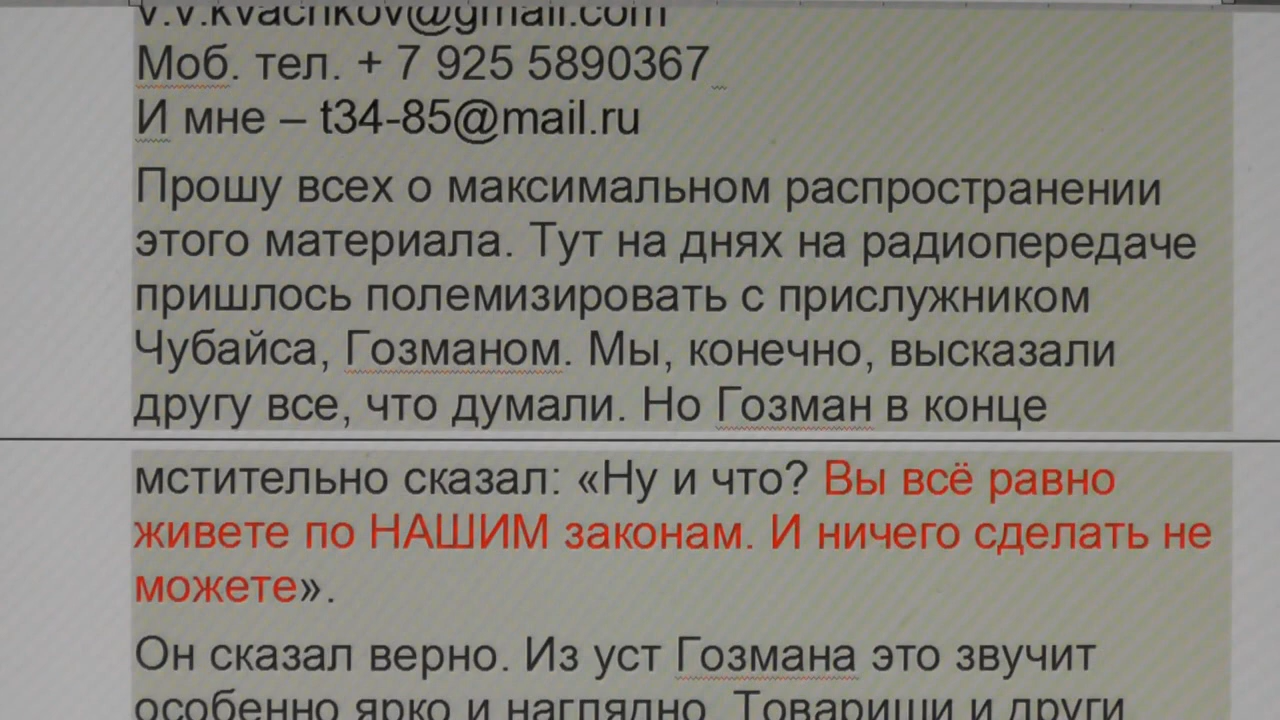 v.v.kvachkov@gmail.com
Моб. тел. + 7 925 5890367
И мне – t34-85@mail.ru
Прошу всех о максимальном распространении
этого материала. Тут на днях на радиопередаче
пришлось полемизировать с прислужником
Чубайса, Гозманом. Мы, конечно, высказали
другу все, что думали. Но Гозман в конце
мстительно сказал: «Ну и что? Вы всё равно
живете по НАШИМ законам. И ничего сделать не
можете».
Он сказал верно. Из уст Гозмана это звучит
особенно ярко и наглядно. Товарищи и други